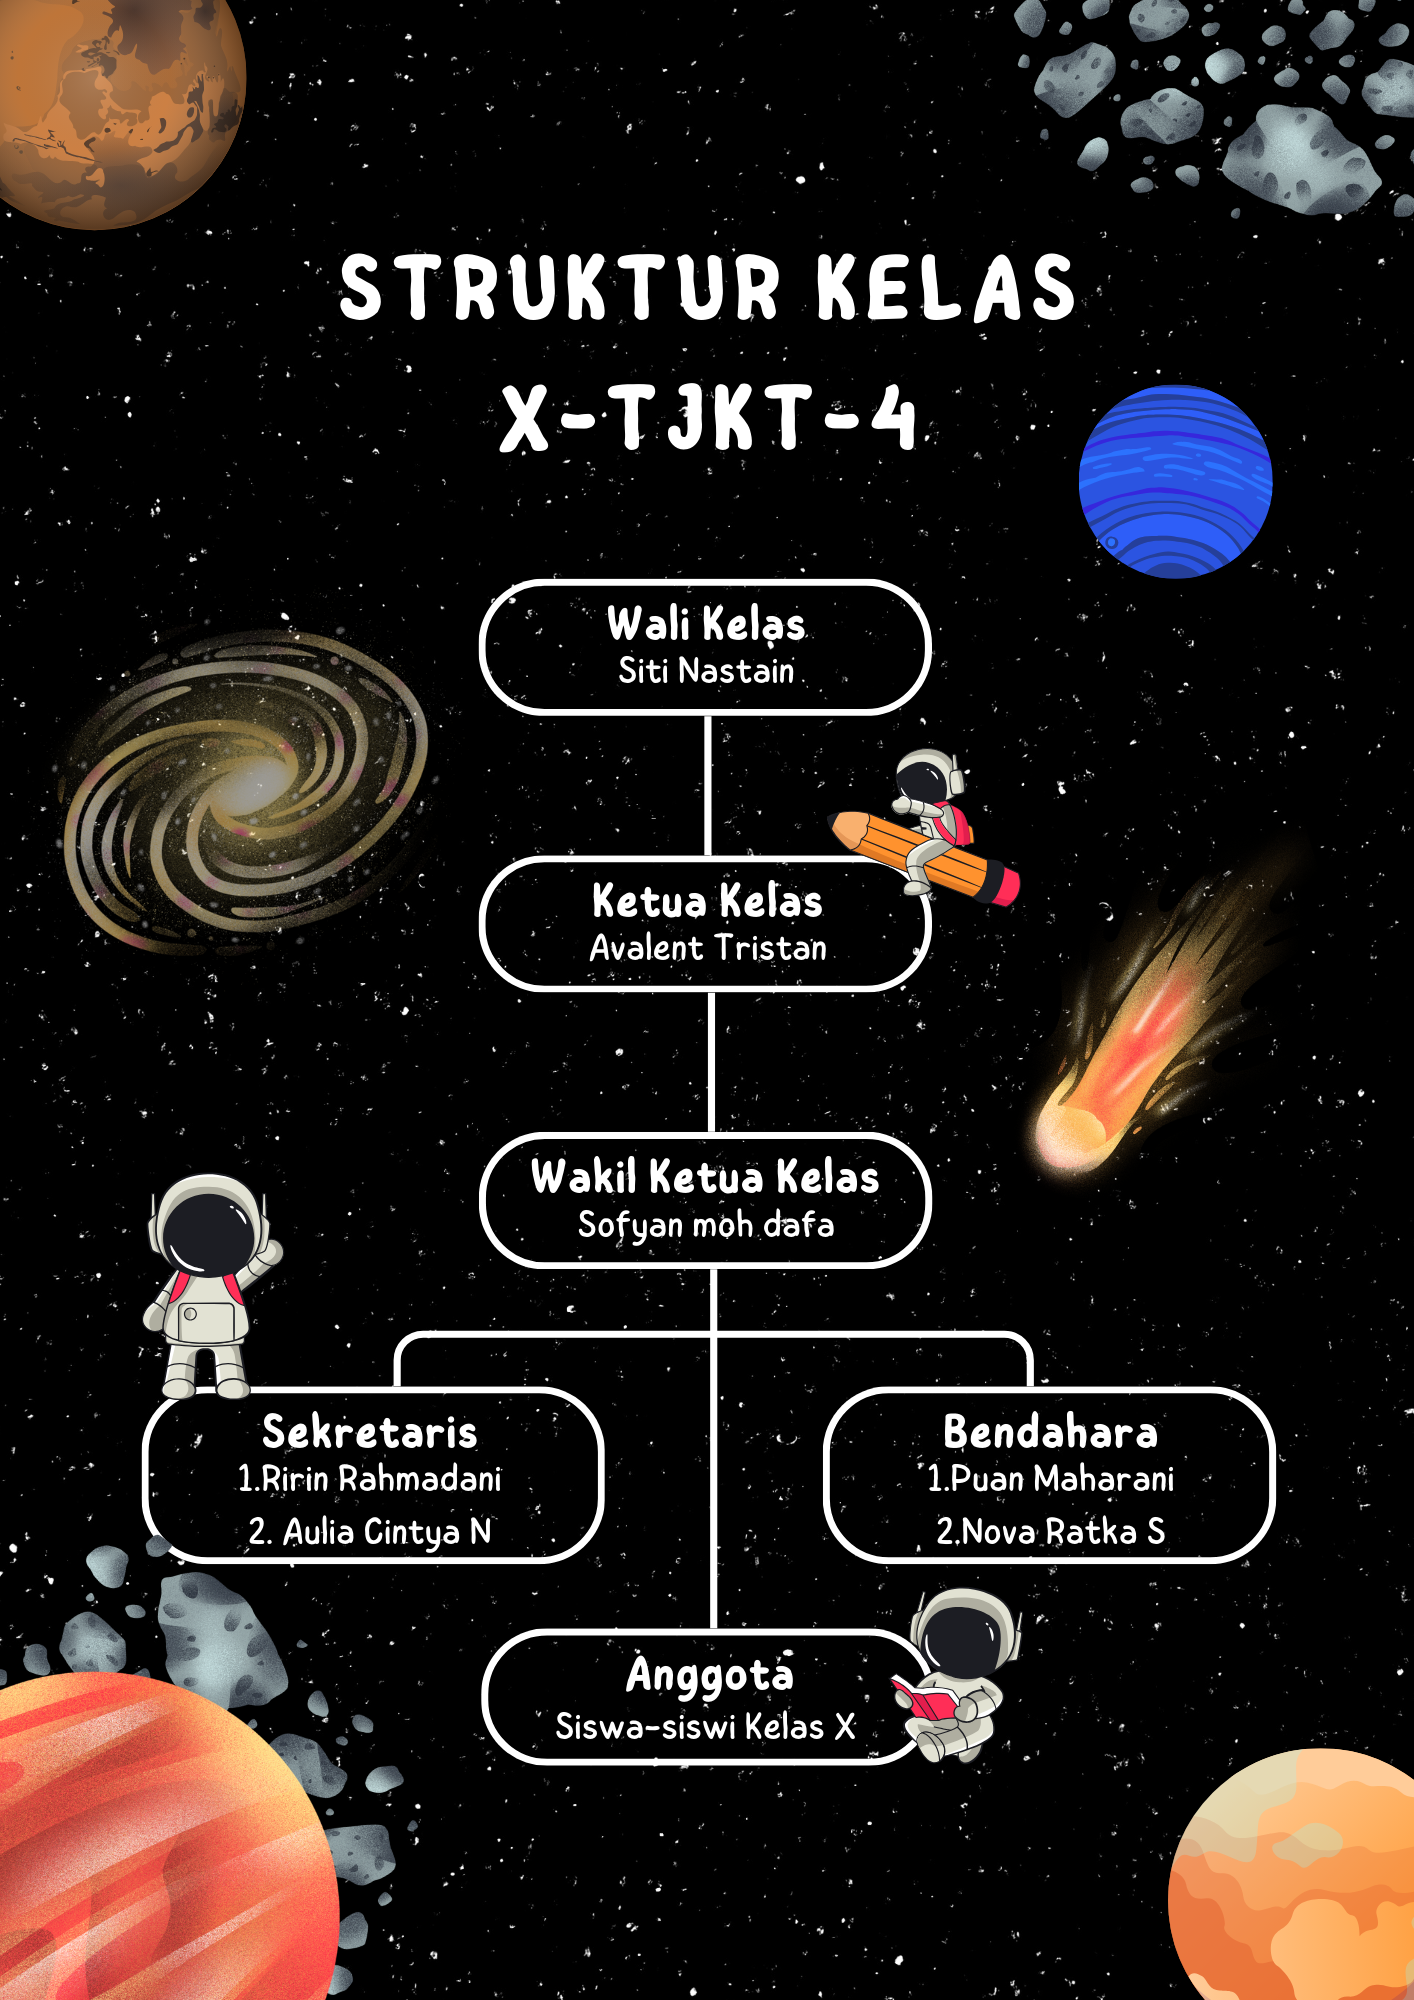 STRUKTUR KELAS
X-TJKT-4
Wali Kelas
Siti Nastain
Ketua Kelas
Avalent Tristan
Wakil Ketua Kelas
Sofyan moh dafa
Sekretaris
1.Ririn Rahmadani
2. Aulia Cintya N
Bendahara
1.Puan Maharani
2.Nova Ratka S
Anggota
Siswa-siswi Kelas X